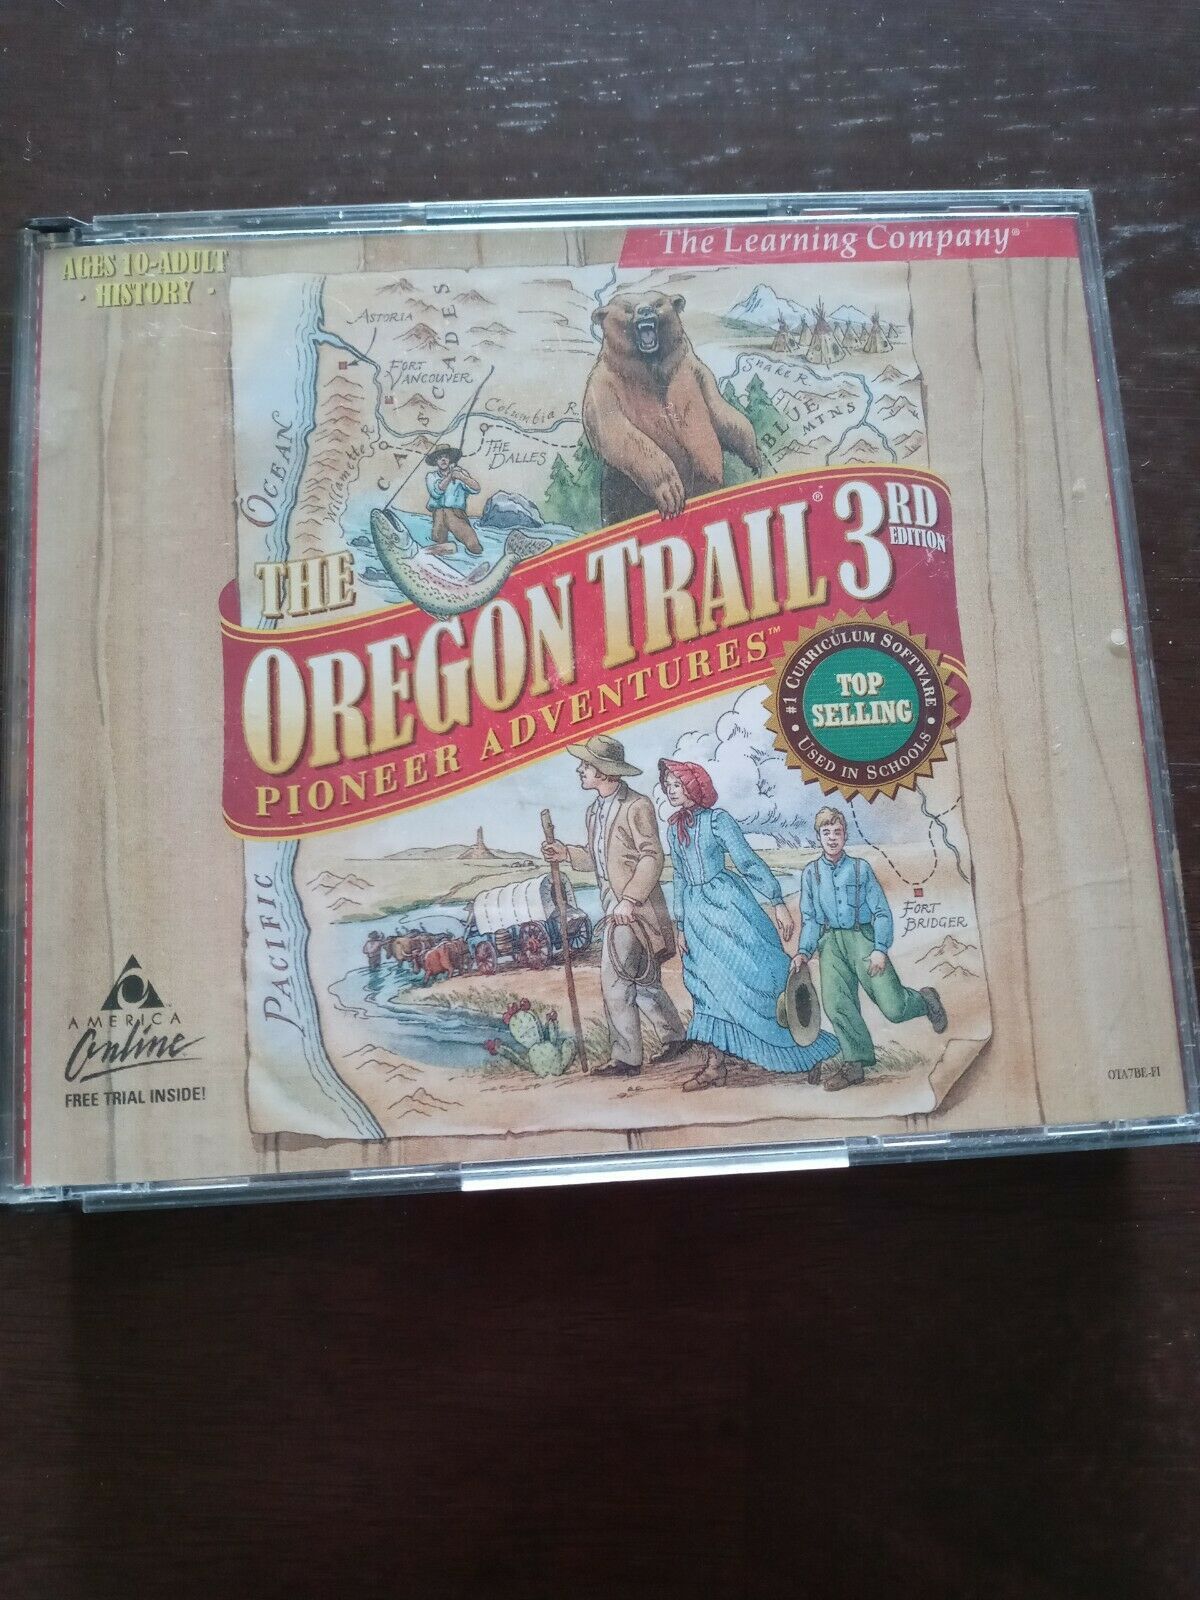 The Learning Company®
AGES 10-ADULT
· HISTORY ·
ASTORIA
FORT
VANCOUVER
CASCADES
Columbia R.
THE
DALLES
Willamette R.
Snake R.
BLUE
MTNS
PACIFIC OCEAN
THE
OREGON TRAIL® 3RD
EDITION
PIONEER ADVENTURES™
#1 CURRICULUM SOFTWARE
TOP
SELLING
• USED IN SCHOOLS •
FORT
BRIDGER
AMERICA
Online
FREE TRIAL INSIDE!
OTA7BE-FI